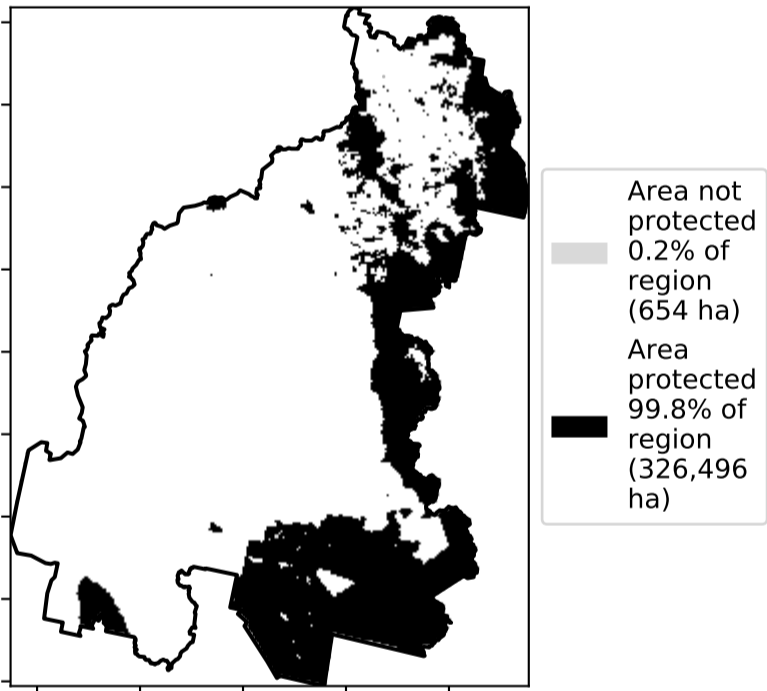 Area not
protected
0.2% of
region
(654 ha)
Area
protected
99.8% of
region
(326,496
ha)